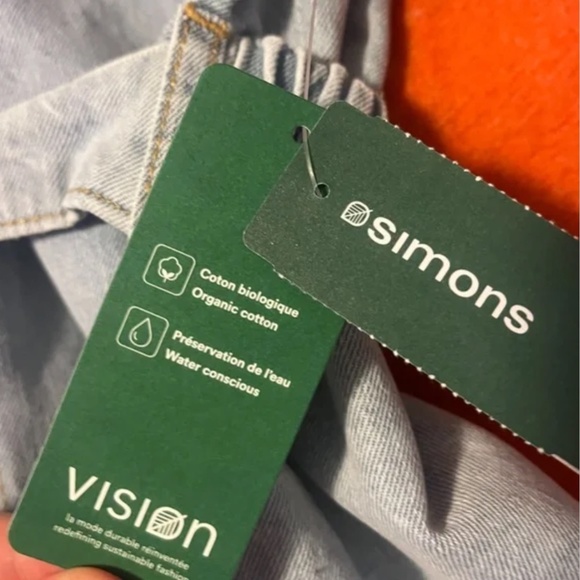 simons
Coton biologique
Organic cotton
Préservation de l'eau
Water conscious
VISION
la mode durable réinventée
redefining sustainable fashion